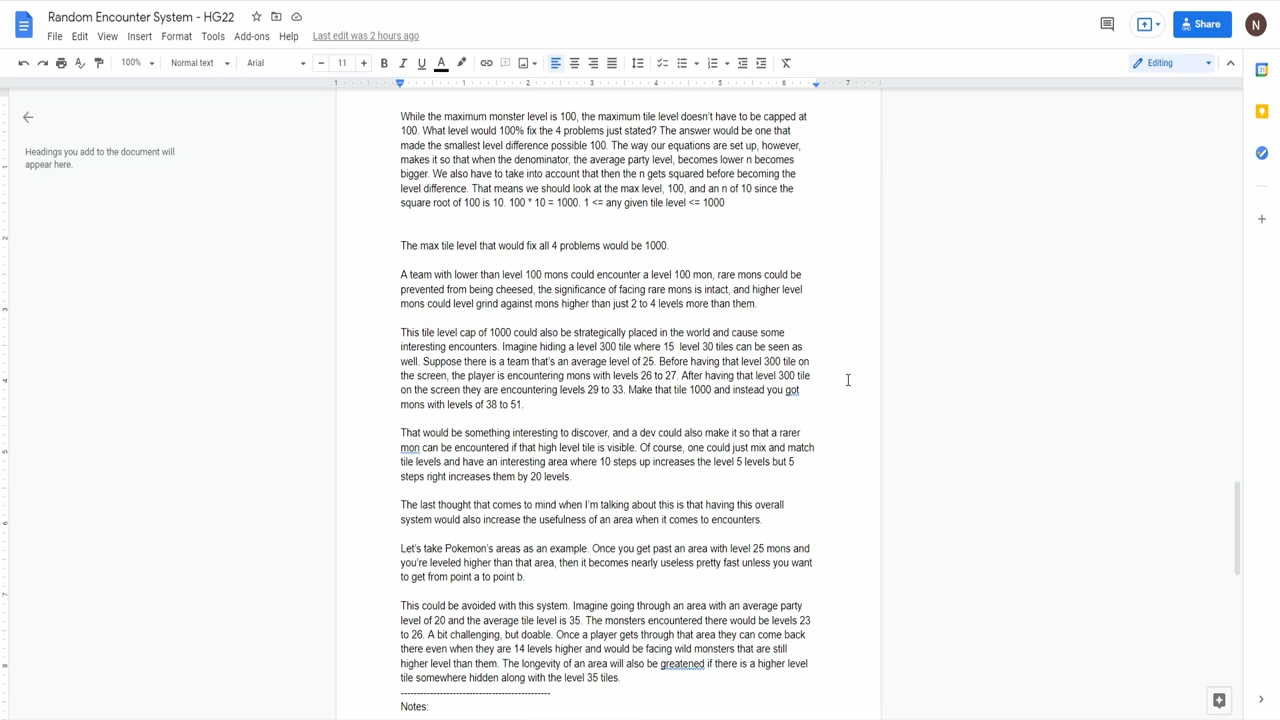 Random Encounter System - HG22
File Edit View Insert Format Tools Add-ons Help Last edit was 2 hours ago
Share
N
100% Normal text Arial 11 Editing
1 1 2 3 4 5 6 7
Headings you add to the document will
appear here.
While the maximum monster level is 100, the maximum tile level doesn't have to be capped at
100. What level would 100% fix the 4 problems just stated? The answer would be one that
made the smallest level difference possible 100. The way our equations are set up, however,
makes it so that when the denominator, the average party level, becomes lower n becomes
bigger. We also have to take into account that then the n gets squared before becoming the
level difference. That means we should look at the max level, 100, and an n of 10 since the
square root of 100 is 10. 100 * 10 = 1000. 1 <= any given tile level <= 1000
The max tile level that would fix all 4 problems would be 1000.
A team with lower than level 100 mons could encounter a level 100 mon, rare mons could be
prevented from being cheesed, the significance of facing rare mons is intact, and higher level
mons could level grind against mons higher than just 2 to 4 levels more than them.
This tile level cap of 1000 could also be strategically placed in the world and cause some
interesting encounters. Imagine hiding a level 300 tile where 15 level 30 tiles can be seen as
well. Suppose there is a team that's an average level of 25. Before having that level 300 tile on
the screen, the player is encountering mons with levels 26 to 27. After having that level 300 tile
on the screen they are encountering levels 29 to 33. Make that tile 1000 and instead you got
mons with levels of 38 to 51.
That would be something interesting to discover, and a dev could also make it so that a rarer
mon can be encountered if that high level tile is visible. Of course, one could just mix and match
tile levels and have an interesting area where 10 steps up increases the level 5 levels but 5
steps right increases them by 20 levels.
The last thought that comes to mind when I'm talking about this is that having this overall
system would also increase the usefulness of an area when it comes to encounters.
Let's take Pokemon's areas as an example. Once you get past an area with level 25 mons and
you're leveled higher than that area, then it becomes nearly useless pretty fast unless you want
to get from point a to point b.
This could be avoided with this system. Imagine going through an area with an average party
level of 20 and the average tile level is 35. The monsters encountered there would be levels 23
to 26. A bit challenging, but doable. Once a player gets through that area they can come back
there even when they are 14 levels higher and would be facing wild monsters that are still
higher level than them. The longevity of an area will also be greatened if there is a higher level
tile somewhere hidden along with the level 35 tiles.
--------------------------------------------
Notes: